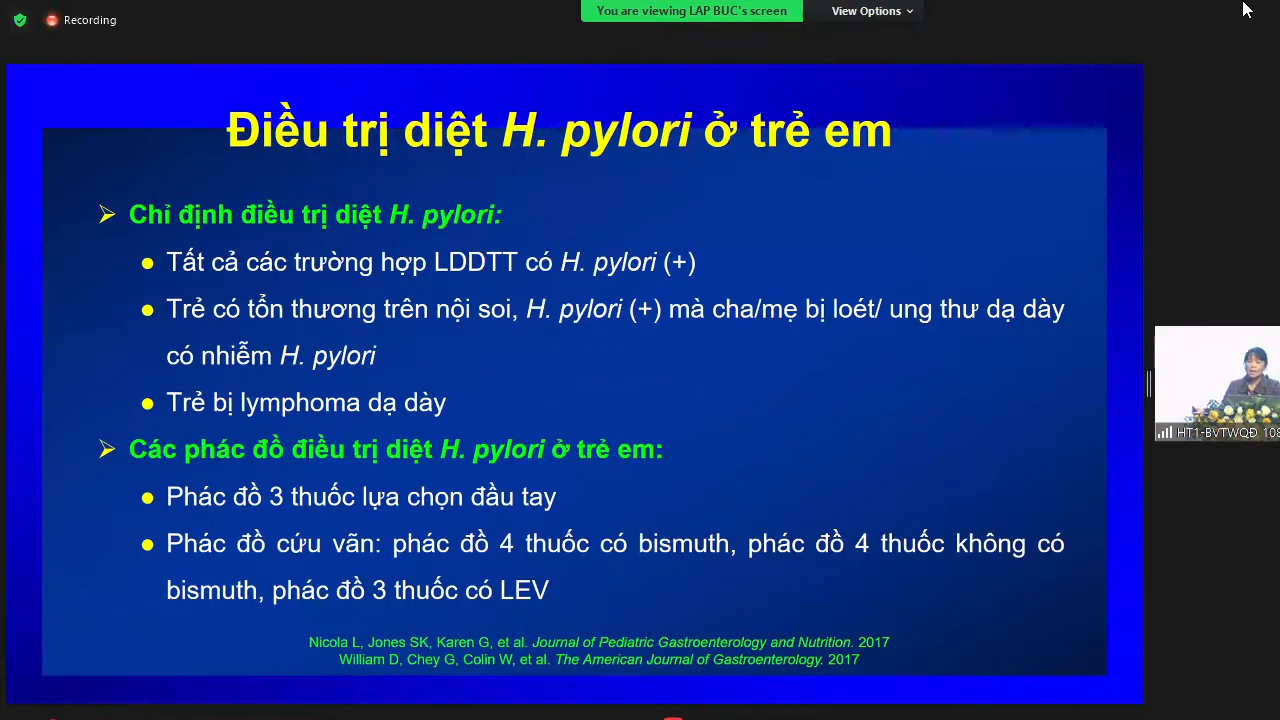 Recording
You are viewing LAP BUC's screen
View Options
Điều trị diệt H. pylori ở trẻ em
Chỉ định điều trị diệt H. pylori:
Tất cả các trường hợp LDDTT có H. pylori (+)
Trẻ có tổn thương trên nội soi, H. pylori (+) mà cha/mẹ bị loét/ ung thư dạ dày
có nhiễm H. pylori
Trẻ bị lymphoma dạ dày
Các phác đồ điều trị diệt H. pylori ở trẻ em:
Phác đồ 3 thuốc lựa chọn đầu tay
Phác đồ cứu vãn: phác đồ 4 thuốc có bismuth, phác đồ 4 thuốc không có
bismuth, phác đồ 3 thuốc có LEV
Nicola L, Jones SK, Karen G, et al. Journal of Pediatric Gastroenterology and Nutrition. 2017
William D, Chey G, Colin W, et al. The American Journal of Gastroenterology. 2017
HT1-BVTWQĐ 108